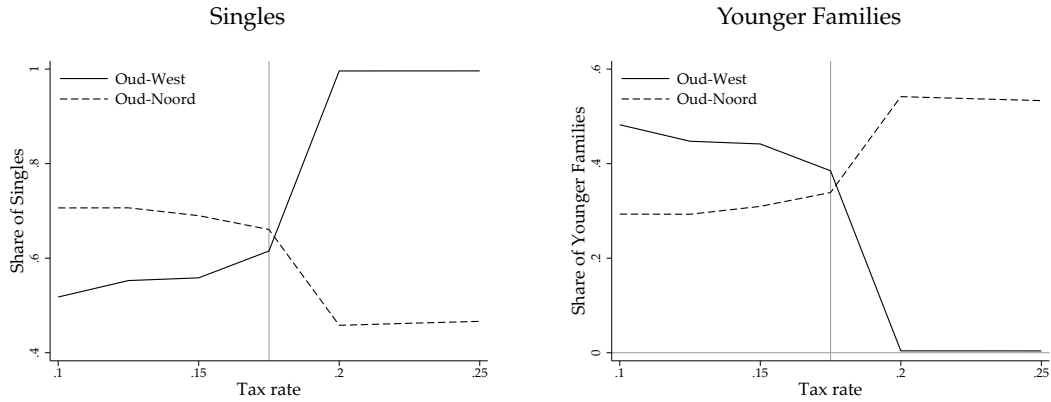 Singles
Oud-West
Oud-Noord
Share of Singles
1
.8
.6
.4
.1
.15
.2
.25
Tax rate
Younger Families
Oud-West
Oud-Noord
Share of Younger Families
.6
.4
.2
0
.1
.15
.2
.25
Tax rate